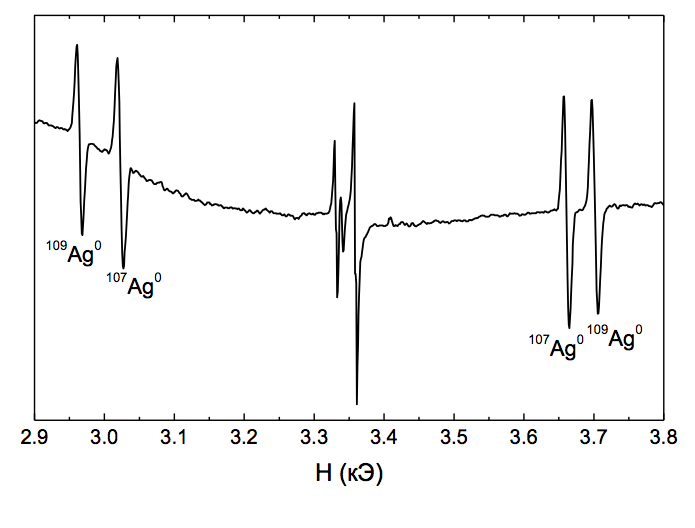 ¹⁰⁹Ag⁰
¹⁰⁷Ag⁰
¹⁰⁷Ag⁰ ¹⁰⁹Ag⁰
2.9 3.0 3.1 3.2 3.3 3.4 3.5 3.6 3.7 3.8
H (кЭ)